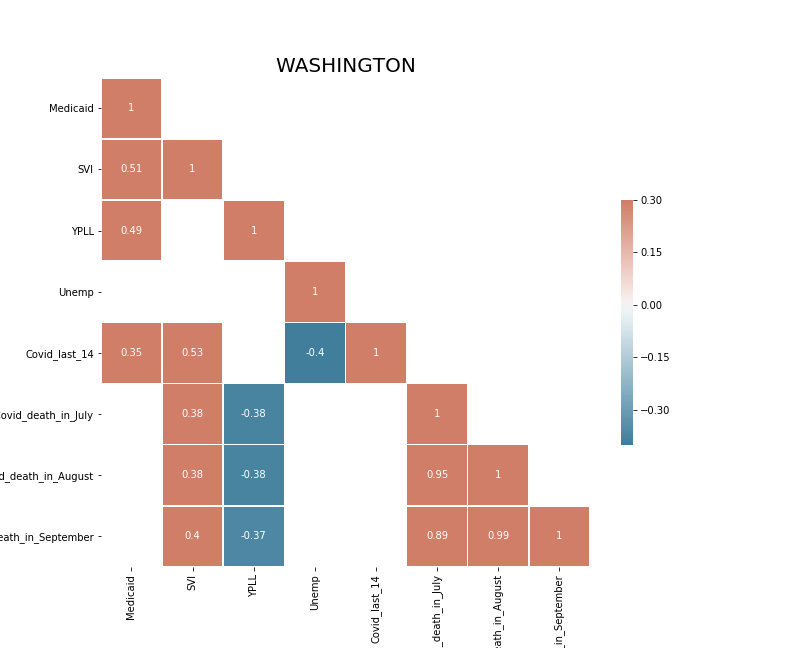 WASHINGTON
Medicaid 1
SVI 0.51 1
YPLL 0.49 1
Unemp 1
Covid_last_14 0.35 0.53 -0.4 1
ovid_death_in_July 0.38 -0.38 1
d_death_in_August 0.38 -0.38 0.95 1
eath_in_September 0.4 -0.37 0.89 0.99 1
Medicaid
SVI
YPLL
Unemp
Covid_last_14
_death_in_July
eath_in_August
_in_September
0.30
0.15
0.00
−0.15
−0.30